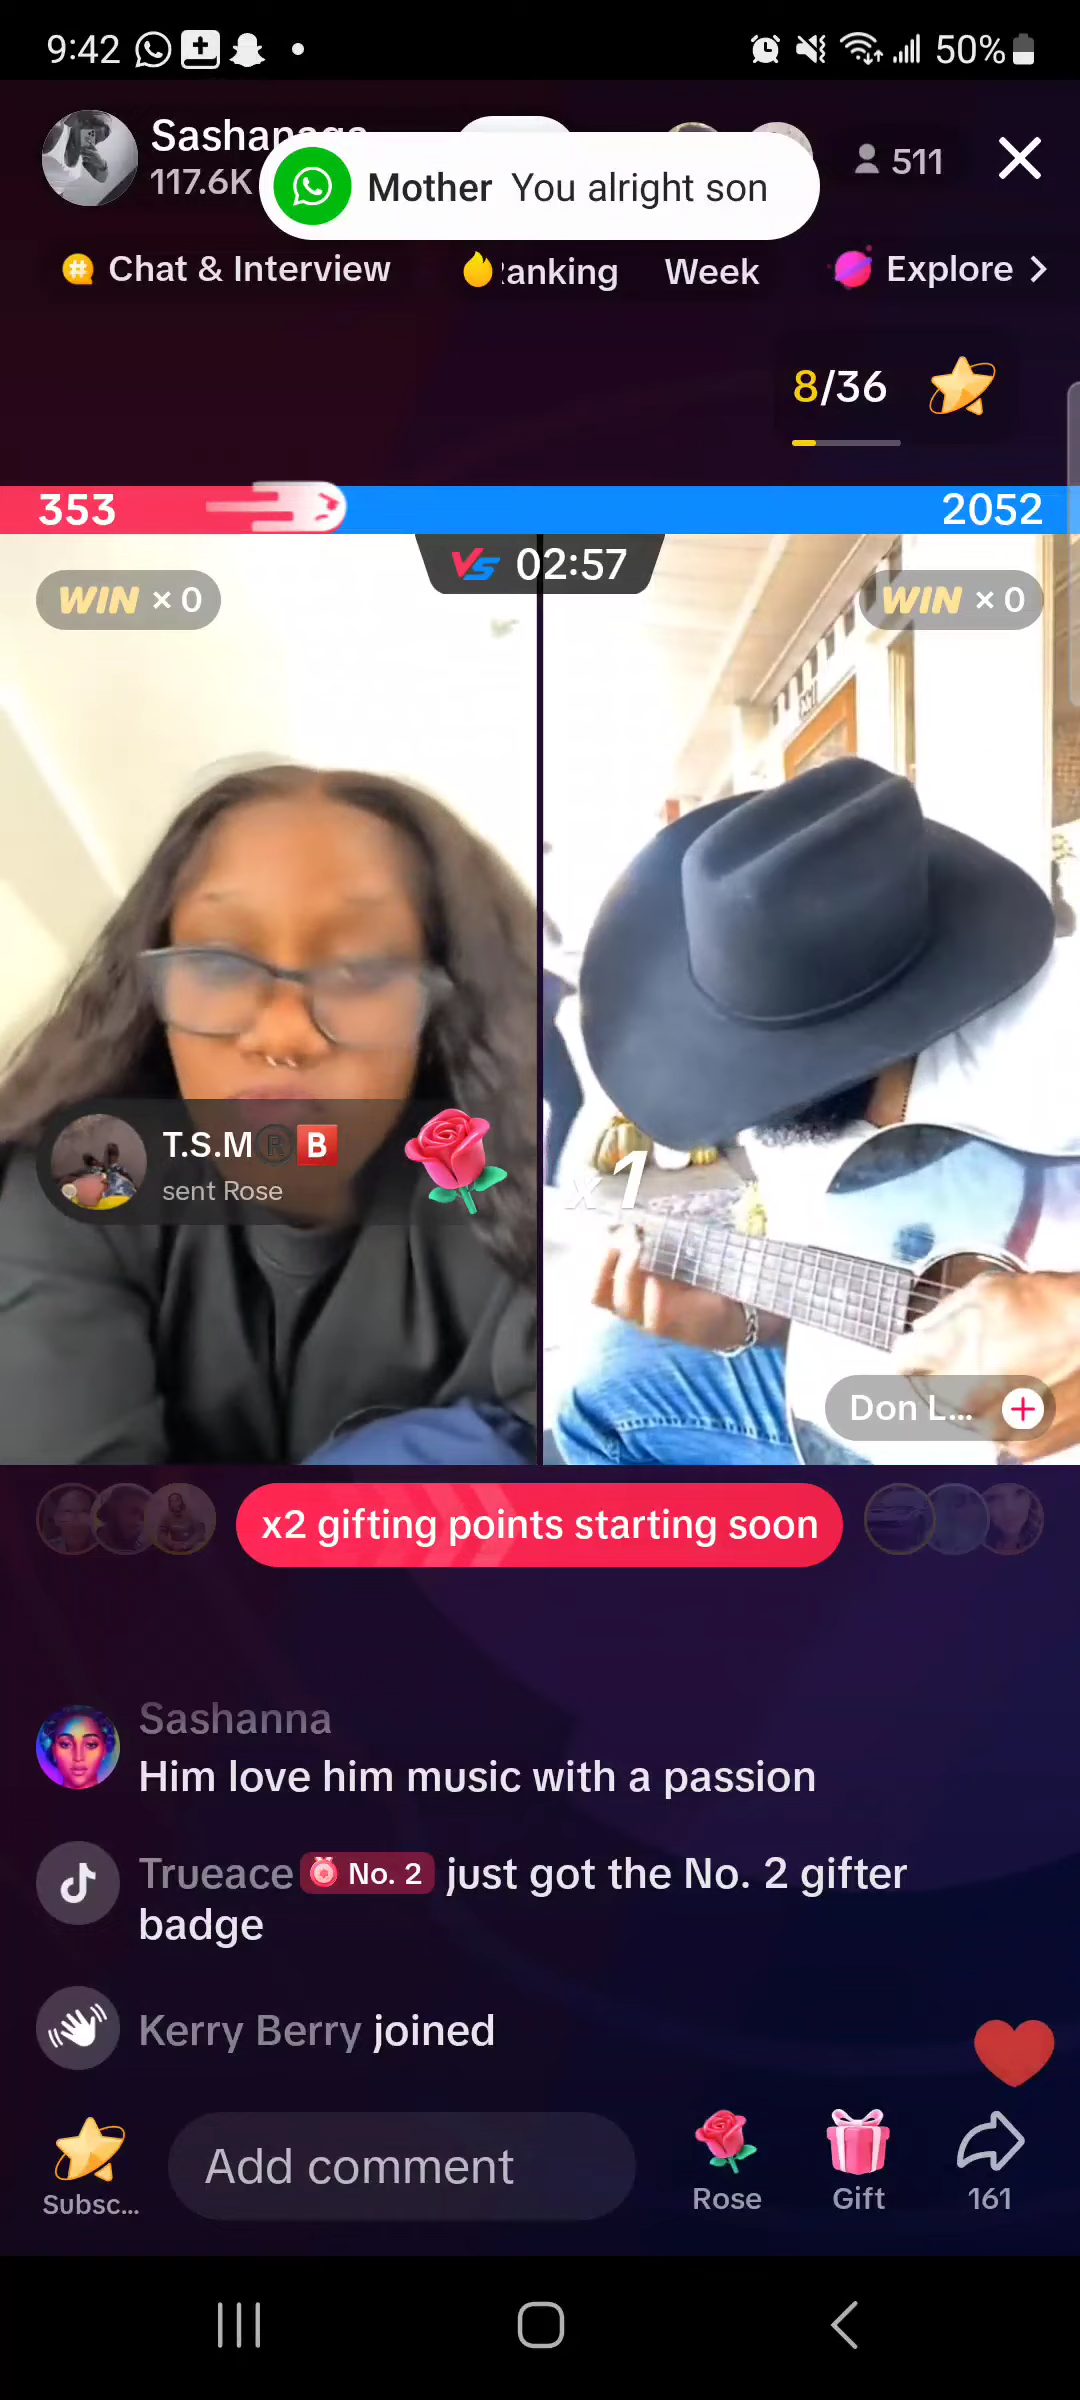 9:42
50%
Sashanaga
117.6K
Mother You alright son
511
Chat & Interview
anking
Week
Explore
8/36
353
2052
VS 02:57
WIN × 0
WIN × 0
T.S.M®B
sent Rose
x1
Don L...
x2 gifting points starting soon
Sashanna
Him love him music with a passion
Trueace No. 2 just got the No. 2 gifter
badge
Kerry Berry joined
Subsc...
Add comment
Rose
Gift
161